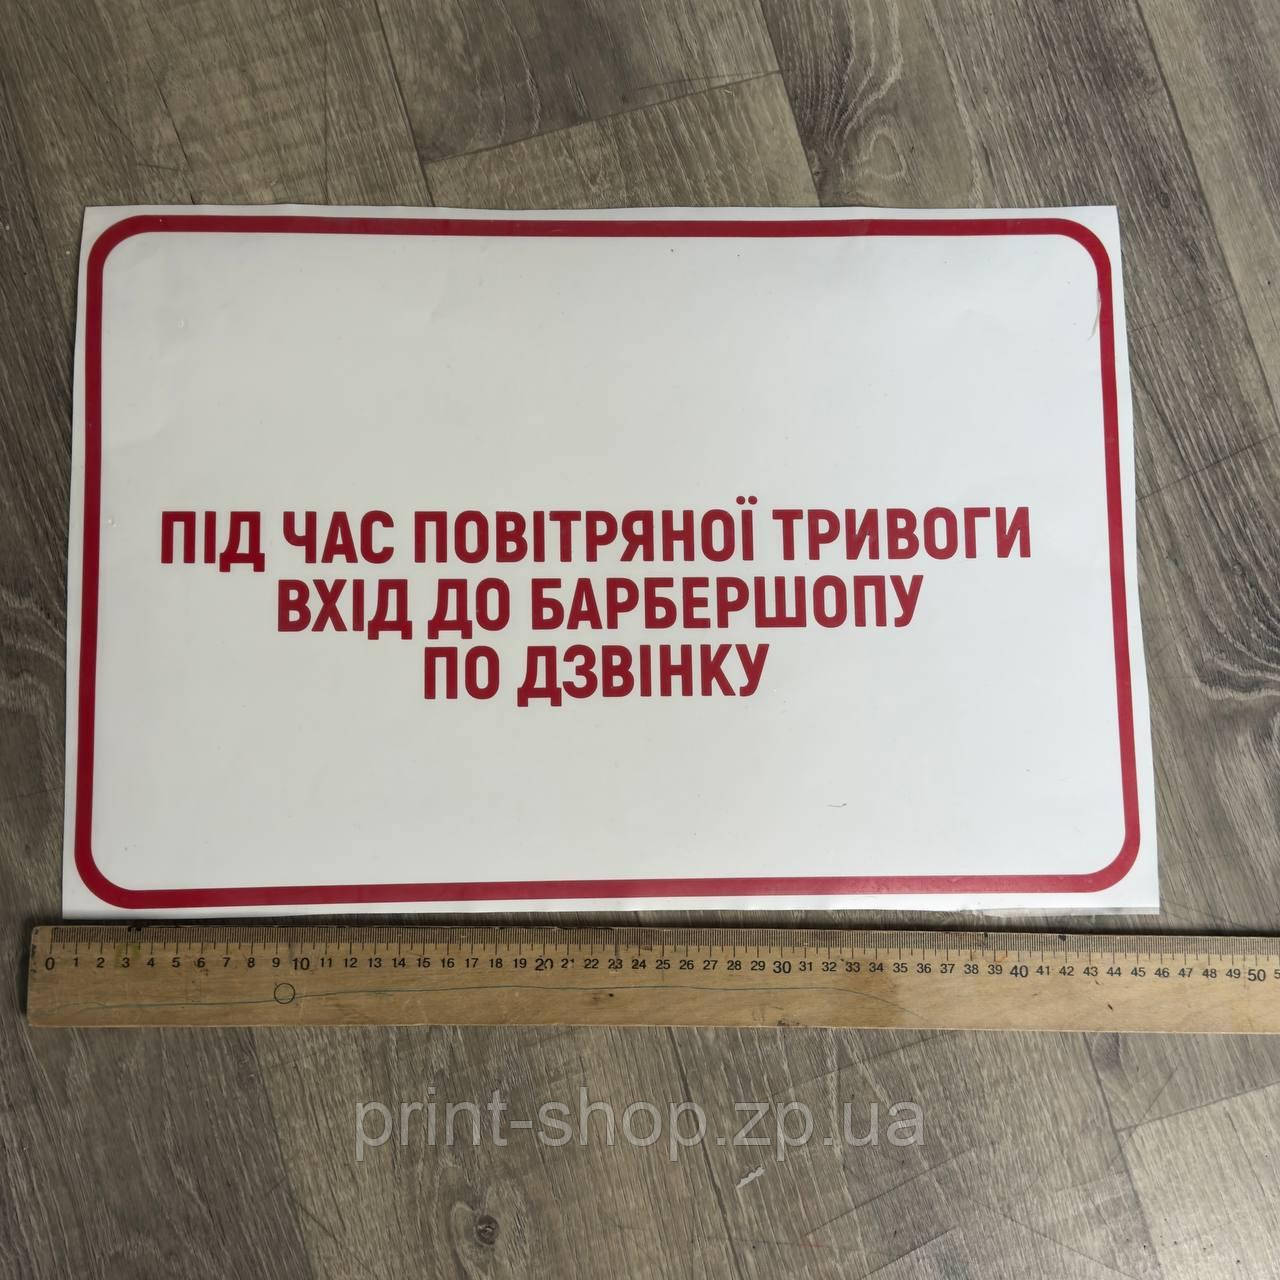 ПІД ЧАС ПОВІТРЯНОЇ ТРИВОГИ
ВХІД ДО БАРБЕРШОПУ
ПО ДЗВІНКУ
0 1 2 3 4 5 6 7 8 9 10 11 12 13 14 15 16 17 18 19 20 21 22 23 24 25 26 27 28 29 30 31 32 33 34 35 36 37 38 39 40 41 42 43 44 45 46 47 48 49 50
print-shop.zp.ua